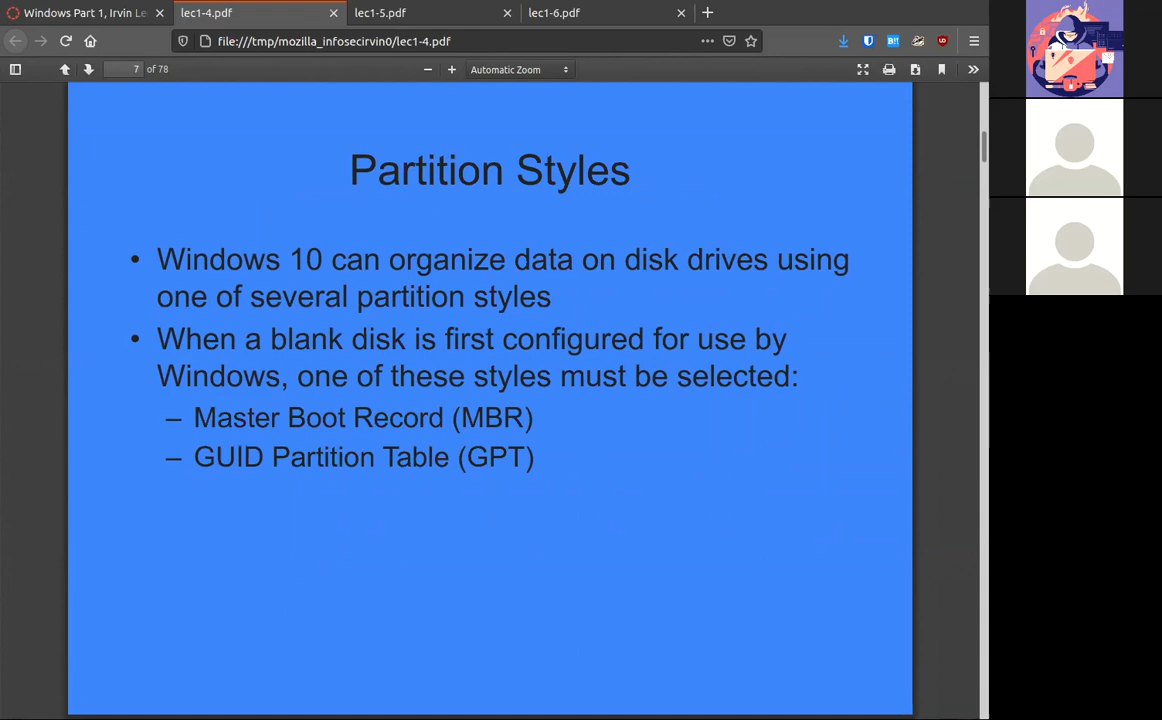 Windows Part 1, Irvin Le
lec1-4.pdf
lec1-5.pdf
lec1-6.pdf
file:///tmp/mozilla_infosecirvin0/lec1-4.pdf
7 of 78
Automatic Zoom
Partition Styles
• Windows 10 can organize data on disk drives using
one of several partition styles
• When a blank disk is first configured for use by
Windows, one of these styles must be selected:
– Master Boot Record (MBR)
– GUID Partition Table (GPT)